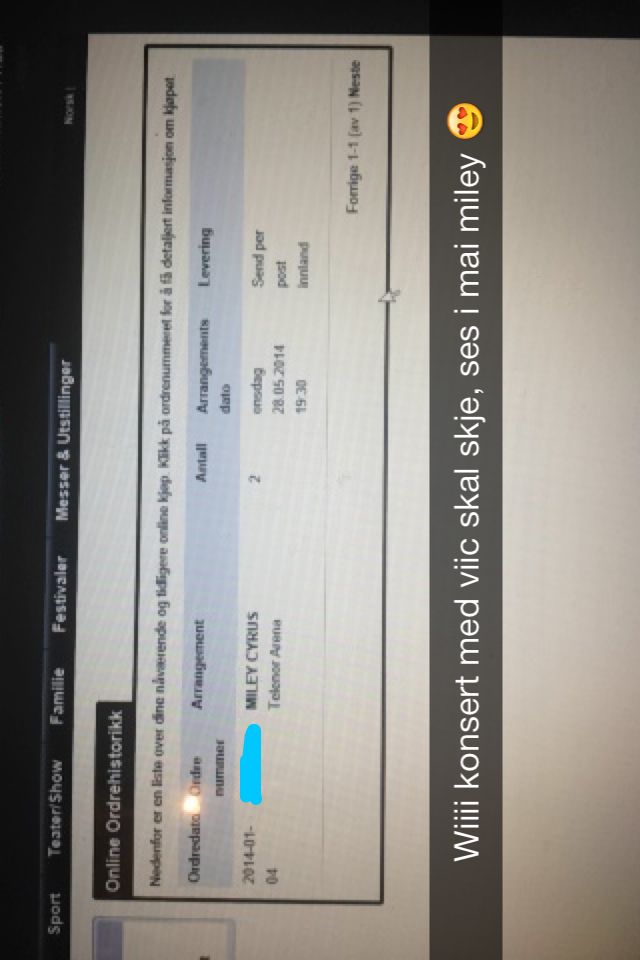 Norsk |
Sport Teater/Show Familie Festivaler Messer & Utstillinger
Online Ordrehistorikk
Nedenfor er en liste over dine nåværende og tidligere online kjøp. Klikk på ordrenummeret for å få detaljert informasjon om kjøpet.
Ordredato Ordre nummer Arrangement Antall Arrangements dato Levering
2014-01-04 MILEY CYRUS Telenor Arena 2 onsdag 28.05.2014 19:30 Send per post innland
Forrige 1-1 (av 1) Neste
Wiiii konsert med viic skal skje, ses i mai miley 😍